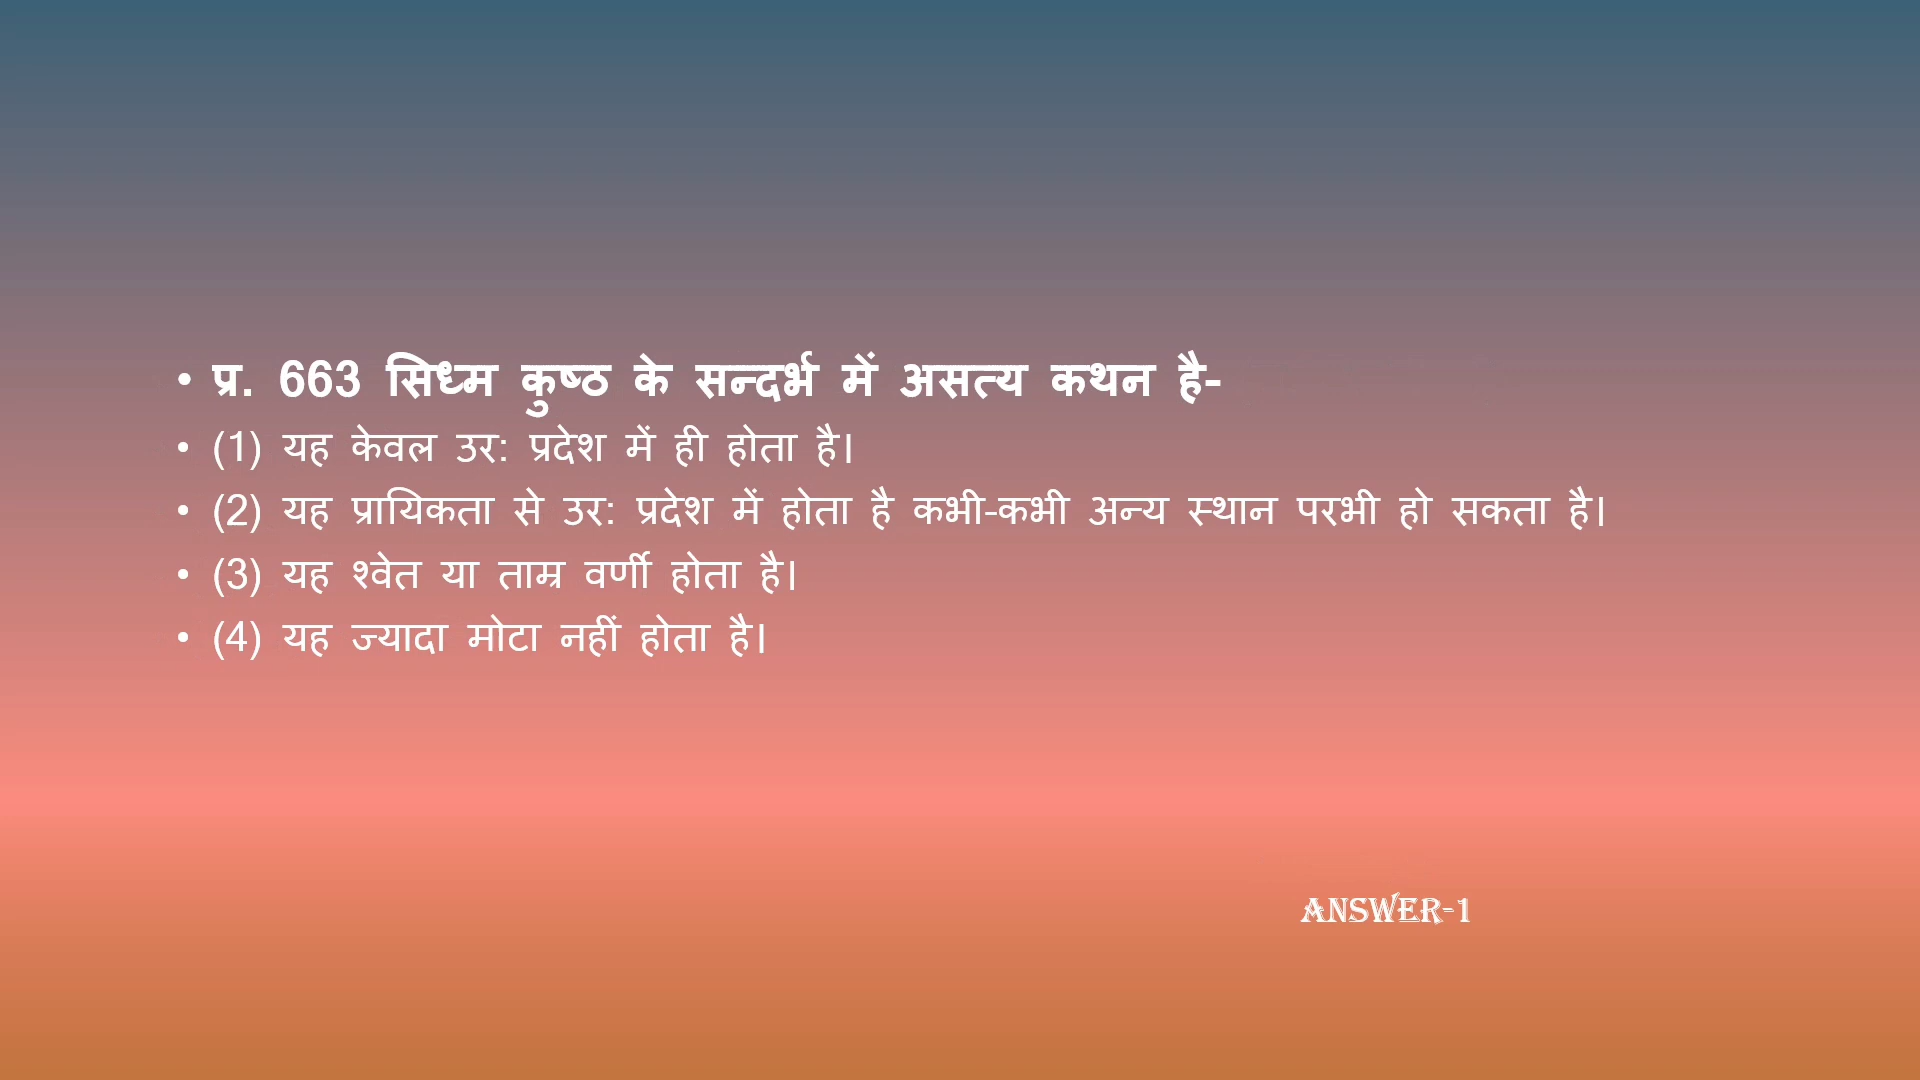 • प्र. 663 सिध्म कुष्ठ के सन्दर्भ में असत्य कथन है-
• (1) यह केवल उर: प्रदेश में ही होता है।
• (2) यह प्रायिकता से उर: प्रदेश में होता है कभी-कभी अन्य स्थान परभी हो सकता है।
• (3) यह श्वेत या ताम्र वर्णी होता है।
• (4) यह ज्यादा मोटा नहीं होता है।
ANSWER-1